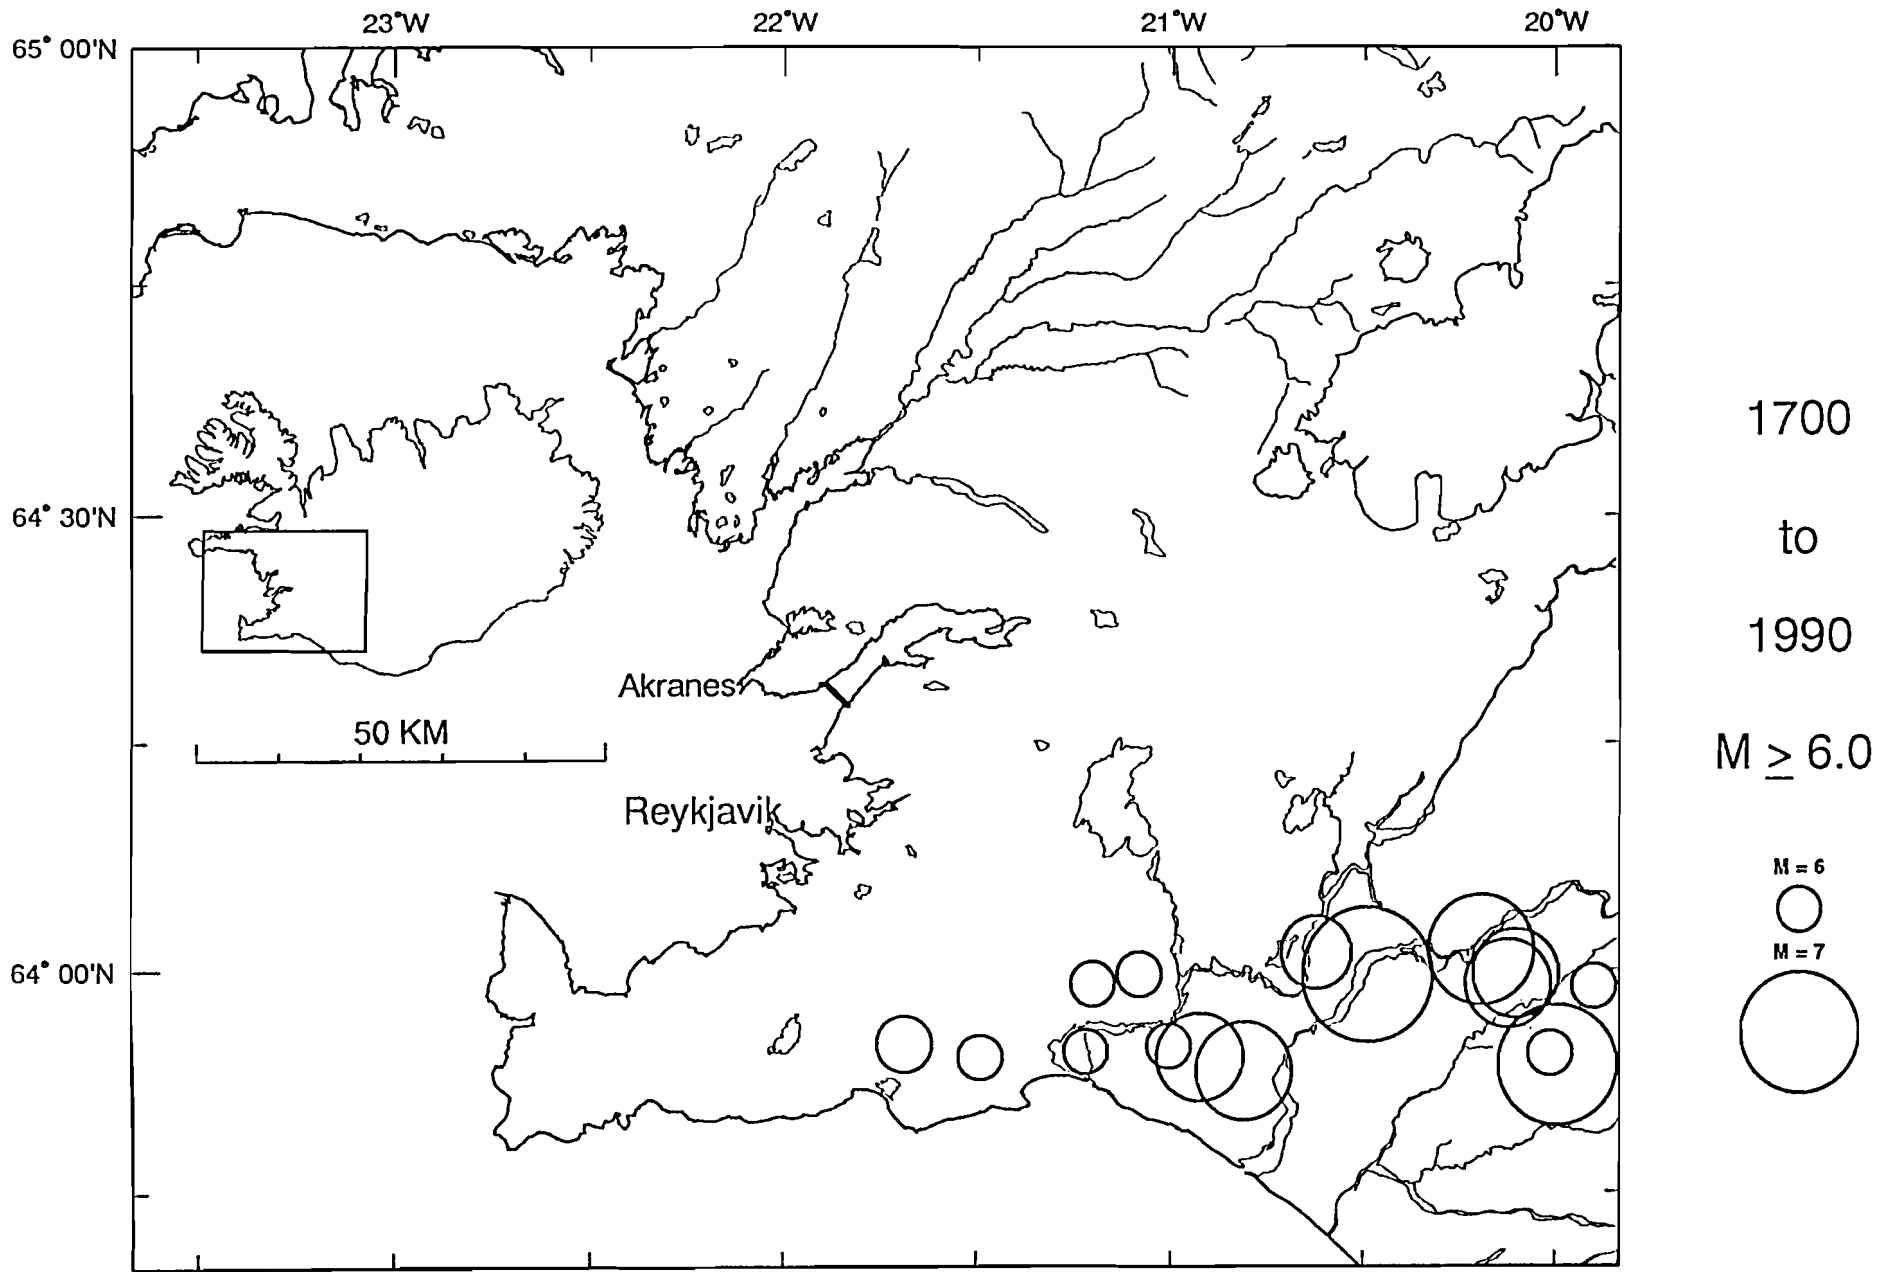 23°W 22°W 21°W 20°W
65° 00'N
64° 30'N
64° 00'N
Akranes
50 KM
Reykjavik
1700
to
1990
M ≥ 6.0
M = 6
M = 7